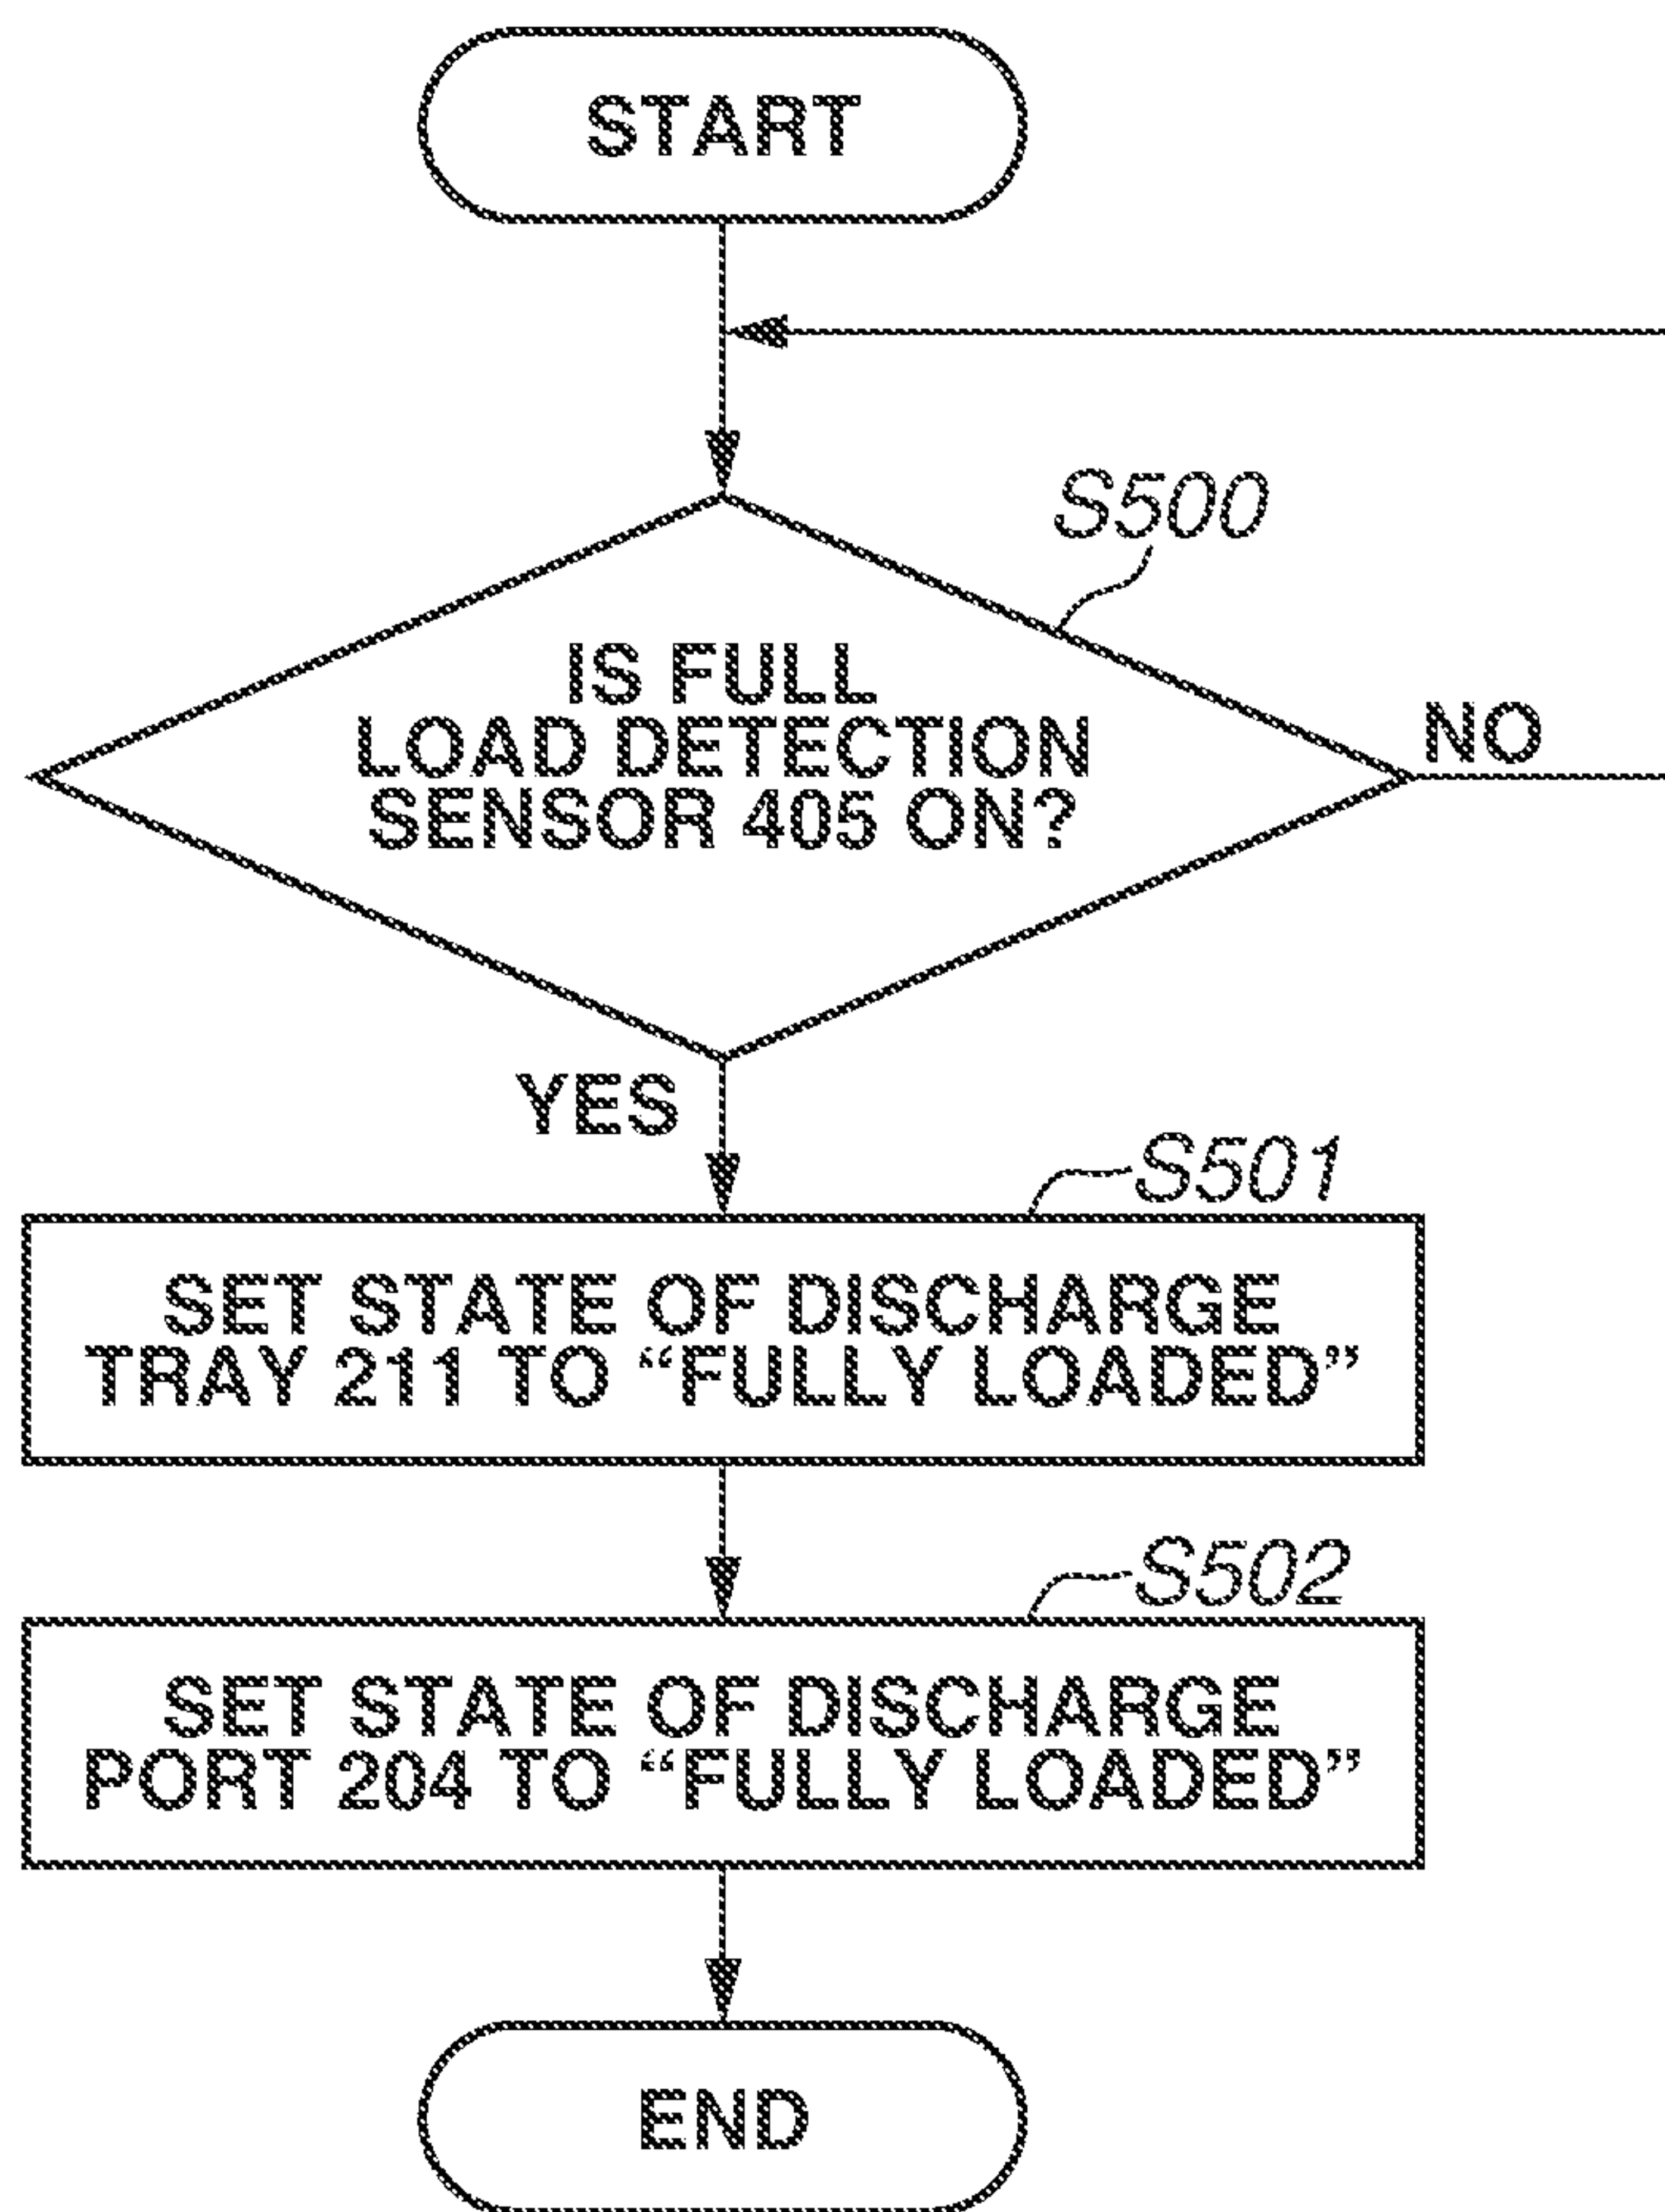 START
S500
IS FULL
LOAD DETECTION
SENSOR 405 ON?
NO
YES
S501
SET STATE OF DISCHARGE
TRAY 211 TO “FULLY LOADED”
S502
SET STATE OF DISCHARGE
PORT 204 TO “FULLY LOADED”
END